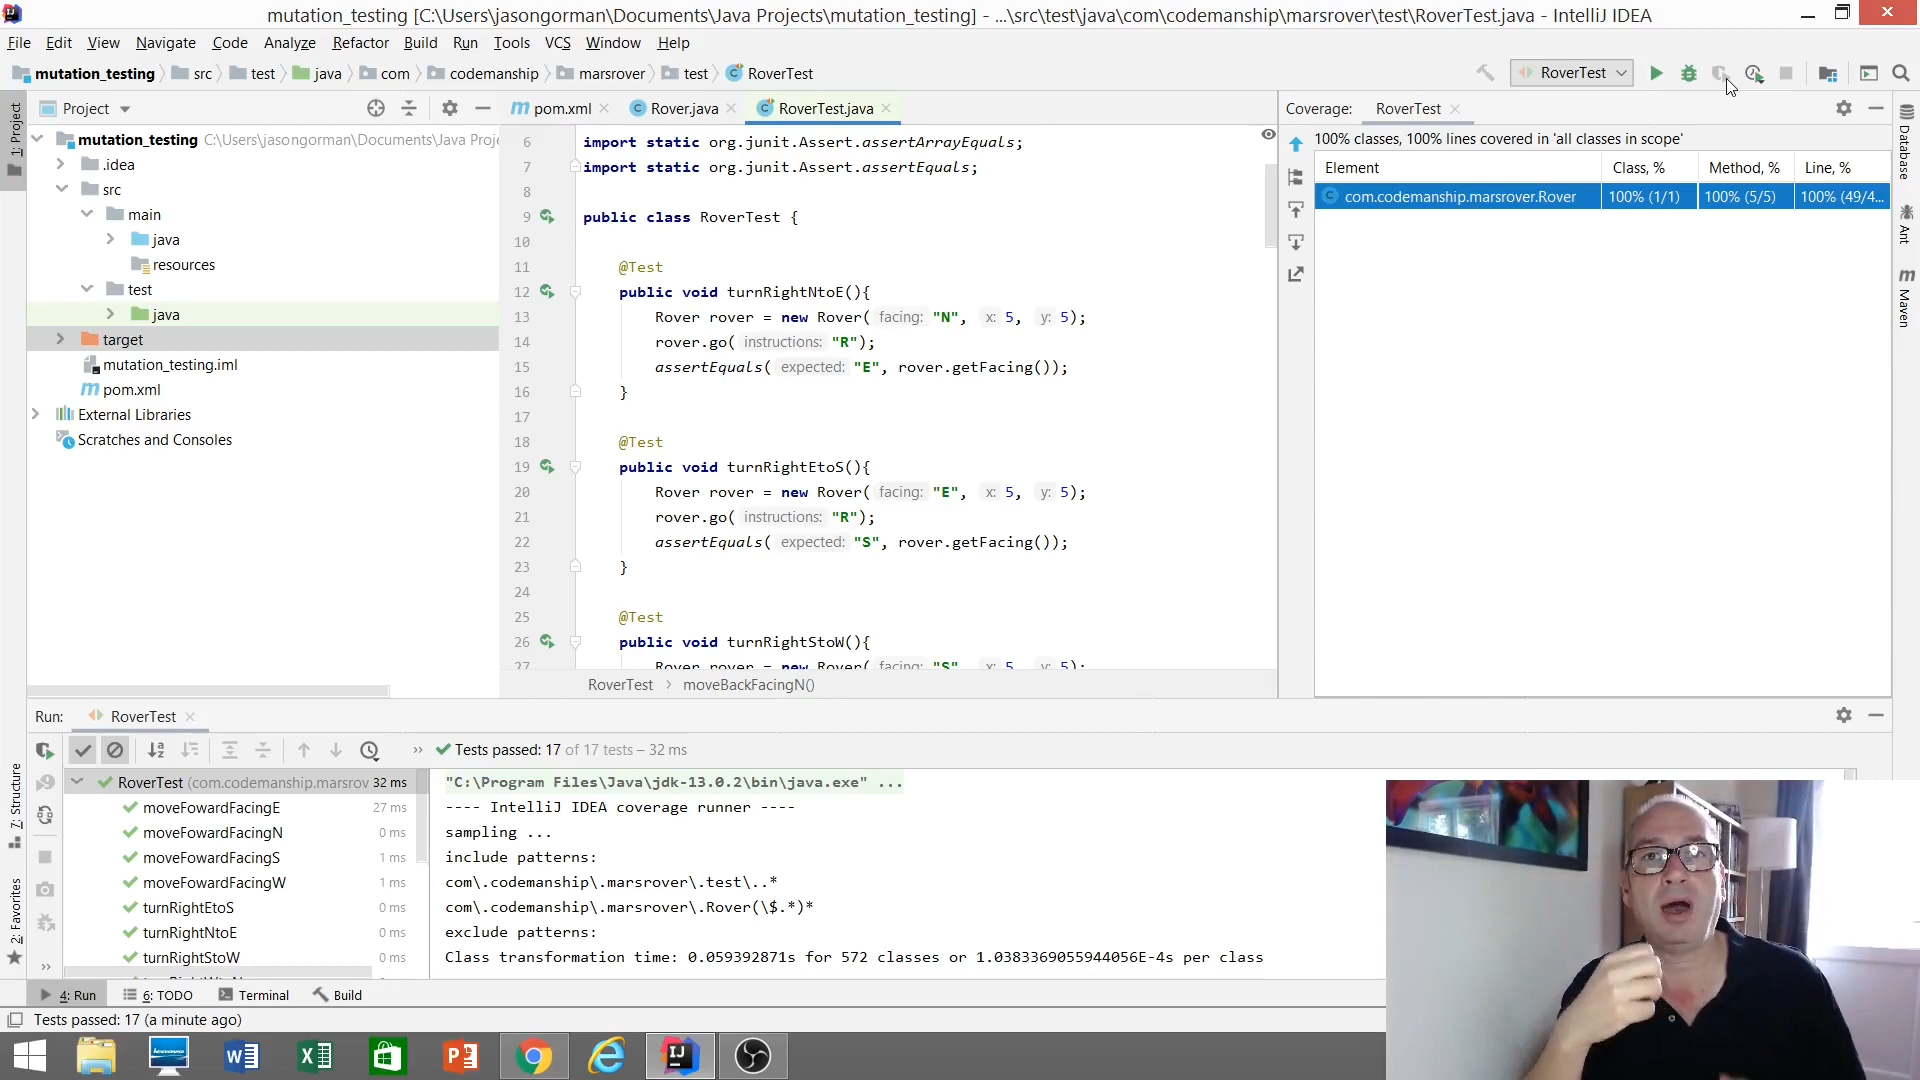 mutation_testing [C:\Users\jasongorman\Documents\Java Projects\mutation_testing] - ...\src\test\java\com\codemanship\marsrover\test\RoverTest.java - IntelliJ IDEA
File Edit View Navigate Code Analyze Refactor Build Run Tools VCS Window Help
mutation_testing src test java com codemanship marsrover test RoverTest
RoverTest
1: Project
Project
mutation_testing C:\Users\jasongorman\Documents\Java Proje
.idea
src
main
java
resources
test
java
target
mutation_testing.iml
pom.xml
External Libraries
Scratches and Consoles
pom.xml Rover.java RoverTest.java
6 import static org.junit.Assert.assertArrayEquals;
7 import static org.junit.Assert.assertEquals;
8
9 public class RoverTest {
10
11 @Test
12 public void turnRightNtoE(){
13 Rover rover = new Rover( facing: "N", x: 5, y: 5);
14 rover.go( instructions: "R");
15 assertEquals( expected: "E", rover.getFacing());
16 }
17
18 @Test
19 public void turnRightEtoS(){
20 Rover rover = new Rover( facing: "E", x: 5, y: 5);
21 rover.go( instructions: "R");
22 assertEquals( expected: "S", rover.getFacing());
23 }
24
25 @Test
26 public void turnRightStoW(){
27 Rover rover = new Rover( facing: "S", x: 5, y: 5);
RoverTest > moveBackFacingN()
Coverage: RoverTest
100% classes, 100% lines covered in 'all classes in scope'
Element Class, % Method, % Line, %
com.codemanship.marsrover.Rover 100% (1/1) 100% (5/5) 100% (49/4...
Database
Ant
Maven
Run: RoverTest
Tests passed: 17 of 17 tests – 32 ms
RoverTest (com.codemanship.marsrov 32 ms
moveFowardFacingE 27 ms
moveFowardFacingN 0 ms
moveFowardFacingS 1 ms
moveFowardFacingW 1 ms
turnRightEtoS 0 ms
turnRightNtoE 0 ms
turnRightStoW 0 ms
"C:\Program Files\Java\jdk-13.0.2\bin\java.exe" ...
---- IntelliJ IDEA coverage runner ----
sampling ...
include patterns:
com\.codemanship\.marsrover\.test\..*
com\.codemanship\.marsrover\.Rover(\$.*)*
exclude patterns:
Class transformation time: 0.059392871s for 572 classes or 1.0383369055944056E-4s per class
7: Structure
2: Favorites
4: Run 6: TODO Terminal Build
Tests passed: 17 (a minute ago)